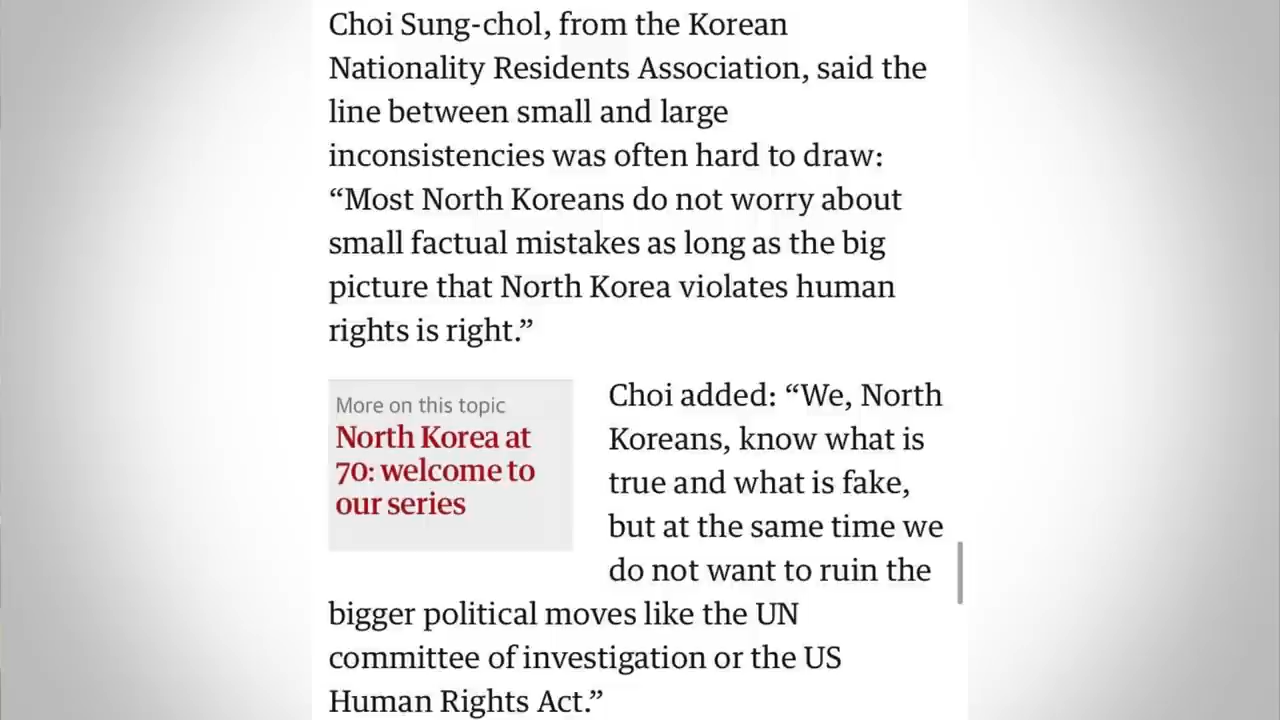 Choi Sung-chol, from the Korean
Nationality Residents Association, said the
line between small and large
inconsistencies was often hard to draw:
“Most North Koreans do not worry about
small factual mistakes as long as the big
picture that North Korea violates human
rights is right.”
More on this topic
North Korea at
70: welcome to
our series
Choi added: “We, North
Koreans, know what is
true and what is fake,
but at the same time we
do not want to ruin the
bigger political moves like the UN
committee of investigation or the US
Human Rights Act.”